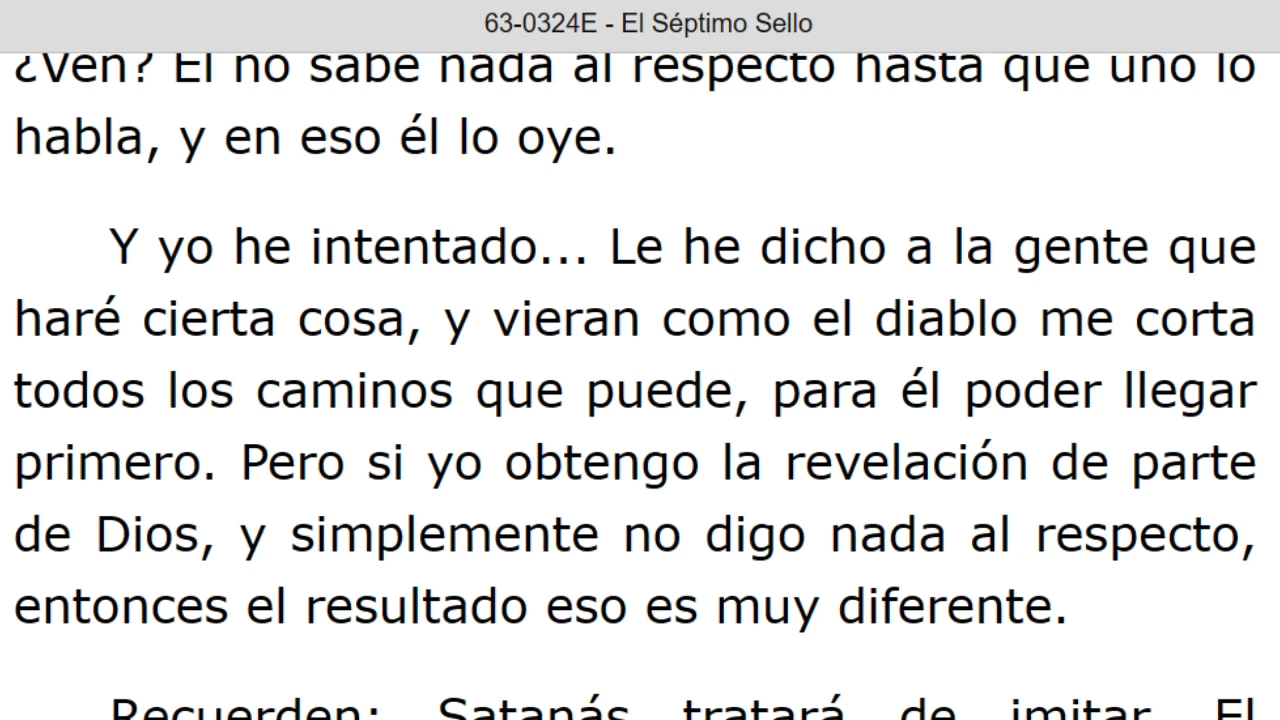 63-0324E - El Séptimo Sello
¿Ven? El no sabe nada al respecto hasta que uno lo
habla, y en eso él lo oye.
Y yo he intentado... Le he dicho a la gente que
haré cierta cosa, y vieran como el diablo me corta
todos los caminos que puede, para él poder llegar
primero. Pero si yo obtengo la revelación de parte
de Dios, y simplemente no digo nada al respecto,
entonces el resultado eso es muy diferente.
Recuerden: Satanás tratará de imitar. El